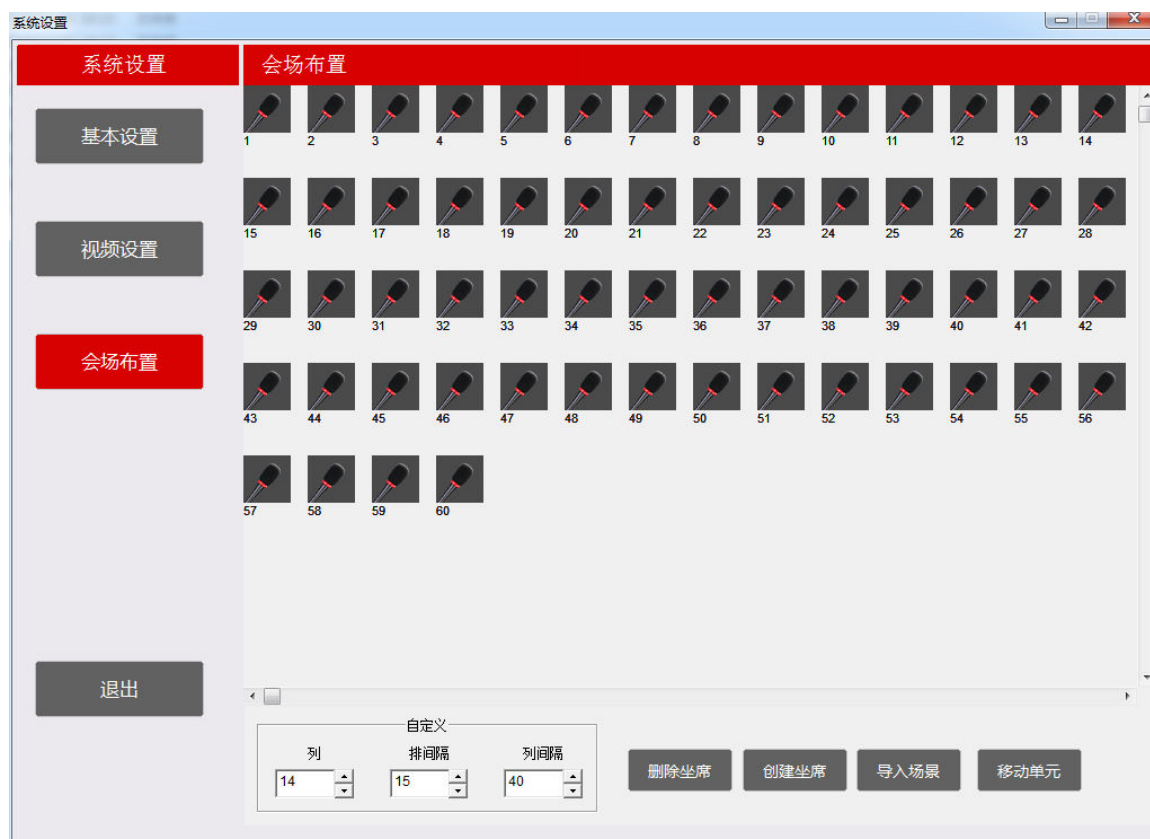 系统设置
系统设置
会场布置
基本设置
视频设置
会场布置
退出
1 2 3 4 5 6 7 8 9 10 11 12 13 14
15 16 17 18 19 20 21 22 23 24 25 26 27 28
29 30 31 32 33 34 35 36 37 38 39 40 41 42
43 44 45 46 47 48 49 50 51 52 53 54 55 56
57 58 59 60
自定义
列 排间隔 列间隔
14 15 40
删除坐席 创建坐席 导入场景 移动单元